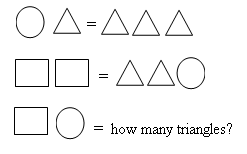 = 
=
= how many triangles?